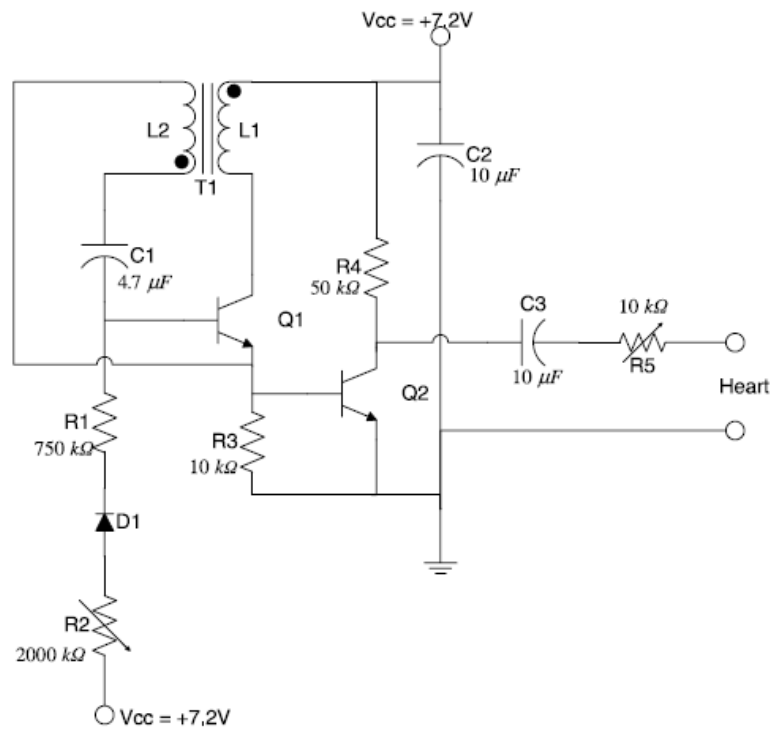 Vcc = +7,2V
L2
L1
T1
C2
10 μF
C1
4.7 μF
R4
50 kΩ
Q1
C3
10 μF
10 kΩ
R5
Heart
Q2
R1
750 kΩ
R3
10 kΩ
D1
R2
2000 kΩ
Vcc = +7,2V